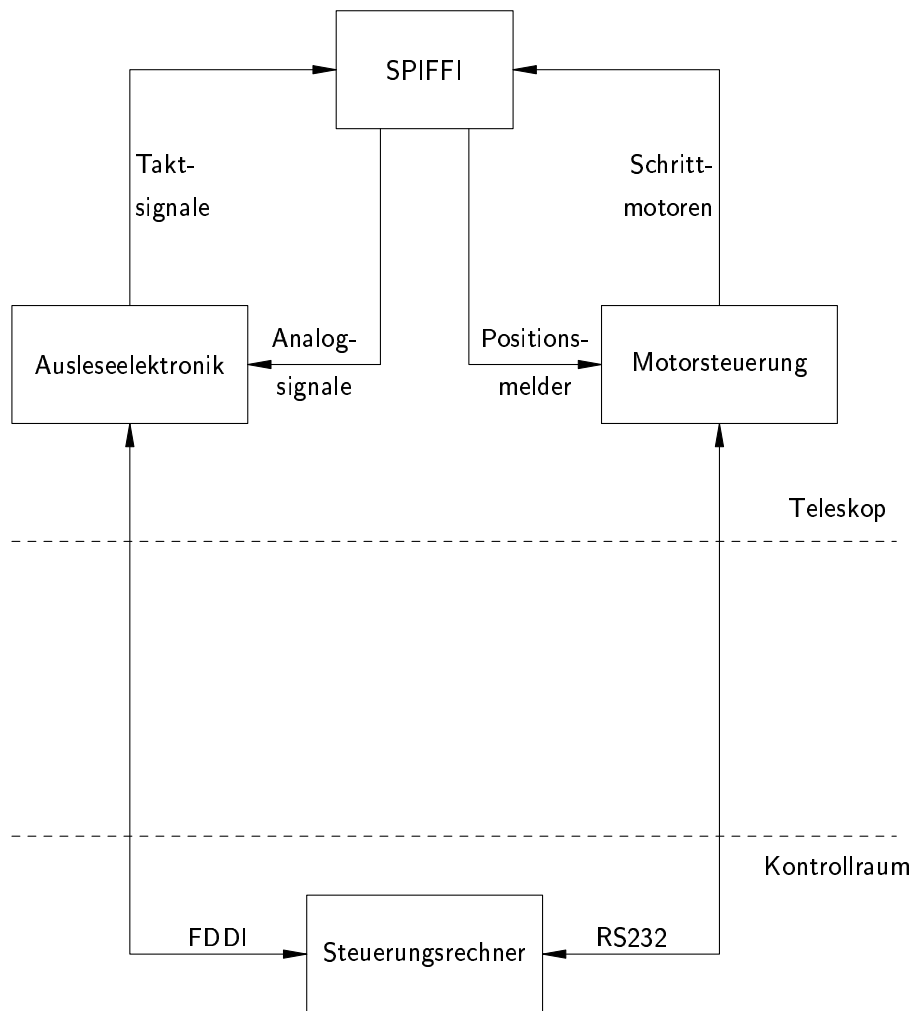 SPIFFI
Takt-
signale
Schritt-
motoren
Ausleseelektronik
Analog-
signale
Positions-
melder
Motorsteuerung
Teleskop
Kontrollraum
FDDI
Steuerungsrechner
RS232